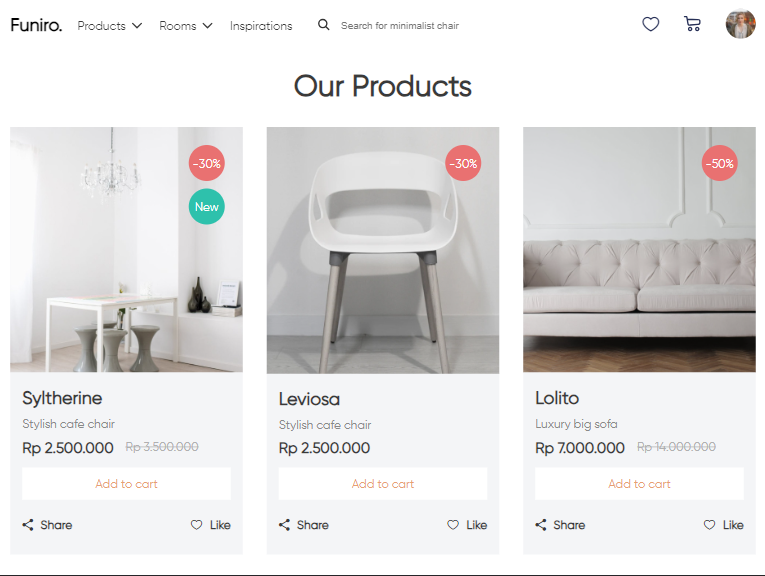 Funiro. Products Rooms Inspirations Search for minimalist chair
Our Products
-30%
New
Syltherine
Stylish cafe chair
Rp 2.500.000 Rp 3.500.000
Add to cart
Share Like
-30%
Leviosa
Stylish cafe chair
Rp 2.500.000
Add to cart
Share Like
-50%
Lolito
Luxury big sofa
Rp 7.000.000 Rp 14.000.000
Add to cart
Share Like